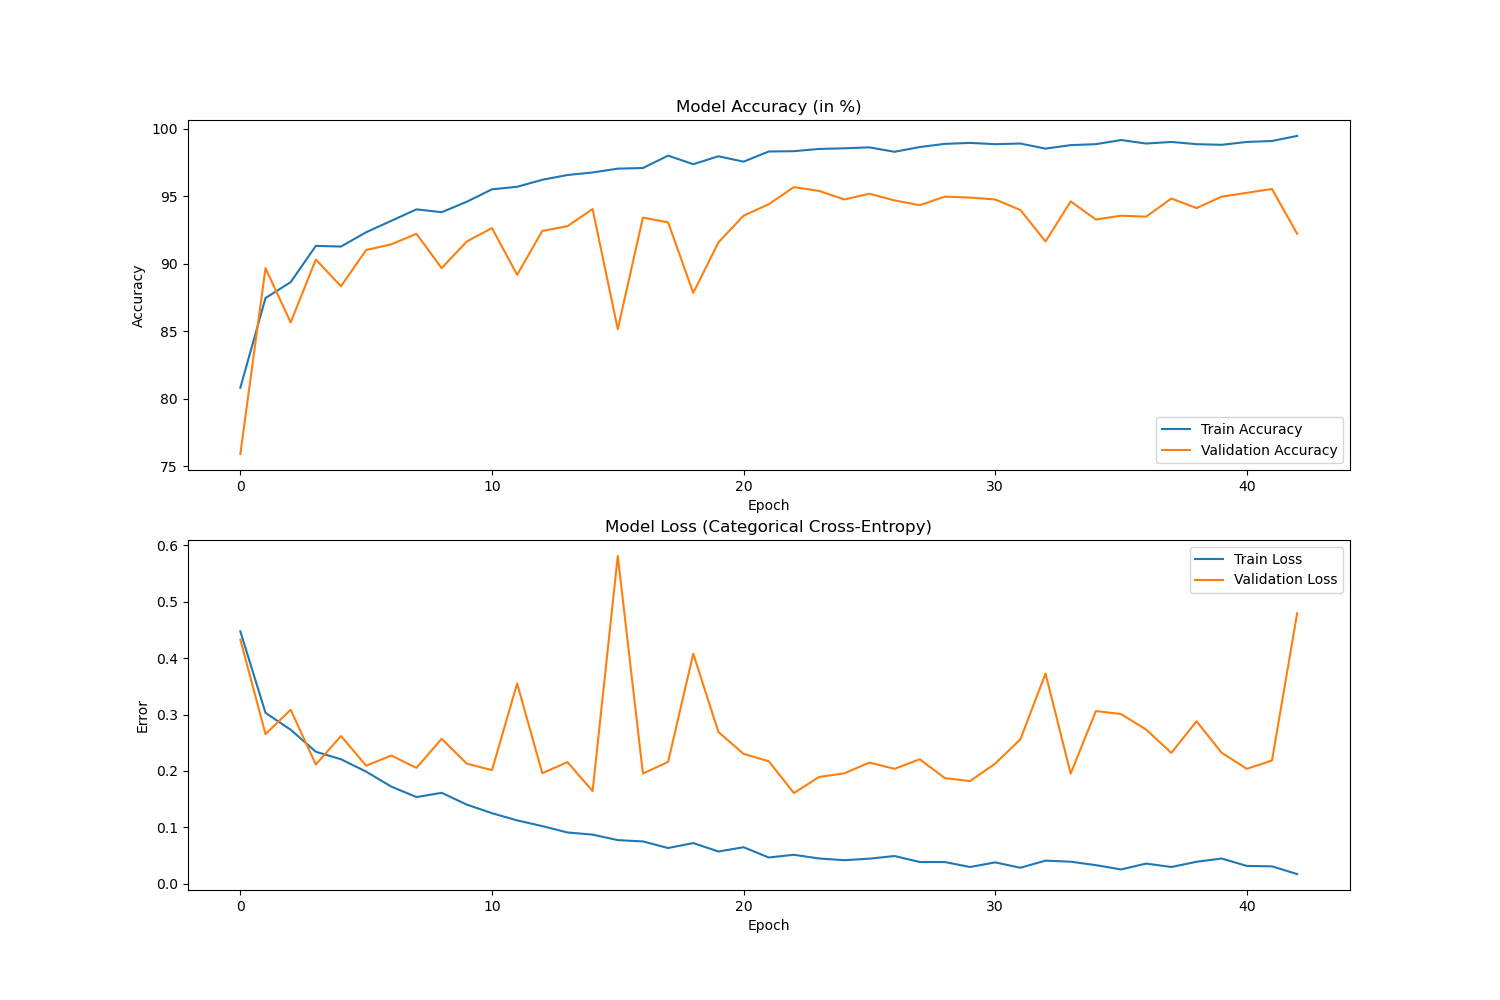 Model Accuracy (in %)
100
95
90
85
80
75
Accuracy
Train Accuracy
Validation Accuracy
0 10 20 30 40
Epoch
Model Loss (Categorical Cross-Entropy)
0.6
0.5
0.4
0.3
0.2
0.1
0.0
Error
Train Loss
Validation Loss
0 10 20 30 40
Epoch